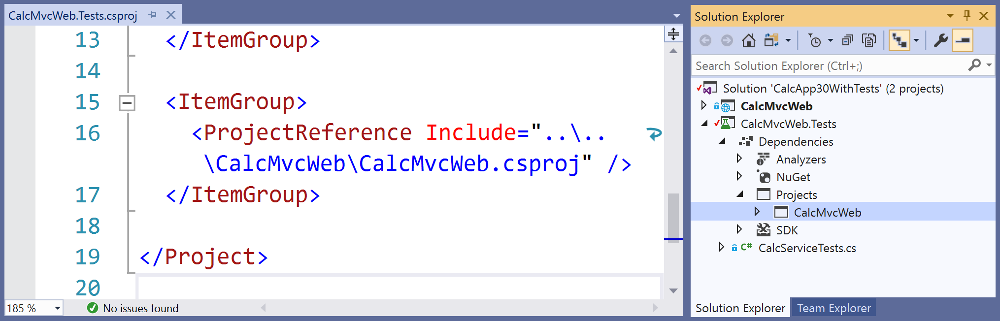 CalcMvcWeb.Tests.csproj
13 </ItemGroup>
14
15 <ItemGroup>
16 <ProjectReference Include="..\..
\CalcMvcWeb\CalcMvcWeb.csproj" />
17 </ItemGroup>
18
19 </Project>
20
185 %
No issues found
Solution Explorer
Search Solution Explorer (Ctrl+;)
Solution 'CalcApp30WithTests' (2 projects)
CalcMvcWeb
CalcMvcWeb.Tests
Dependencies
Analyzers
NuGet
Projects
CalcMvcWeb
SDK
C# CalcServiceTests.cs
Solution Explorer
Team Explorer